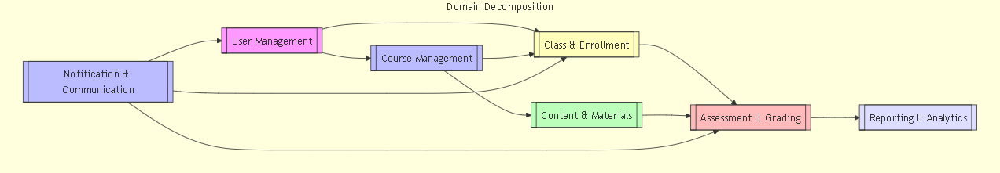 Domain Decomposition
User Management
Class & Enrollment
Course Management
Notification &
Communication
Content & Materials
Assessment & Grading
Reporting & Analytics